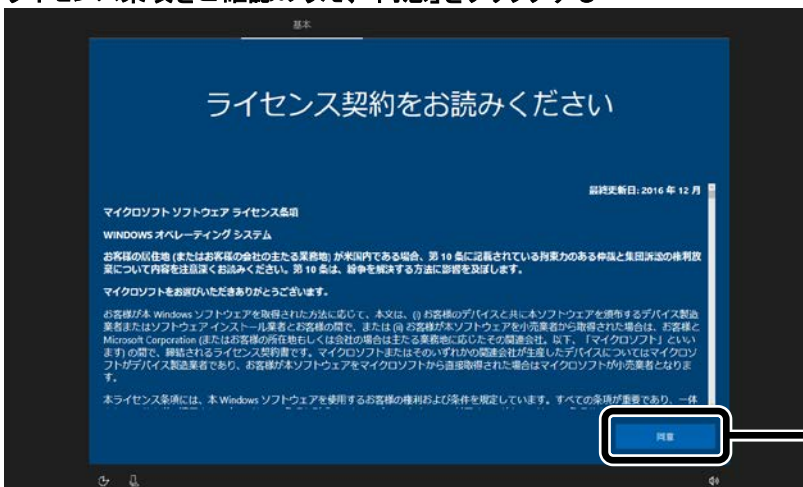 基本
ライセンス契約をお読みください
最終更新日: 2016 年 12 月
マイクロソフト ソフトウェア ライセンス条項
WINDOWS オペレーティング システム
お客様の居住地 (またはお客様の会社の主たる業務地) が米国内である場合、第 10 条に記載されている拘束力のある仲裁と集団訴訟の権利放
棄について内容を注意深くお読みください。第 10 条は、紛争を解決する方法に影響を及ぼします。
マイクロソフトをお選びいただきありがとうございます。
お客様が本 Windows ソフトウェアを取得された方法に応じて、本文は、(i) お客様のデバイスと共に本ソフトウェアを頒布するデバイス製造
業者またはソフトウェア インストール業者とお客様の間で、または (ii) お客様が本ソフトウェアを小売業者から取得された場合は、お客様と
Microsoft Corporation (またはお客様の所在地もしくは会社の場合は主たる業務地に応じたその関連会社。以下、「マイクロソフト」といい
ます) の間で、締結されるライセンス契約書です。マイクロソフトまたはそのいずれかの関連会社が生産したデバイスについてはマイクロソ
フトがデバイス製造業者であり、お客様が本ソフトウェアをマイクロソフトから直接取得された場合はマイクロソフトが小売業者となりま
す。
本ライセンス条項には、本 Windows ソフトウェアを使用するお客様の権利および条件を規定しています。すべての条項が重要であり、一体
同意